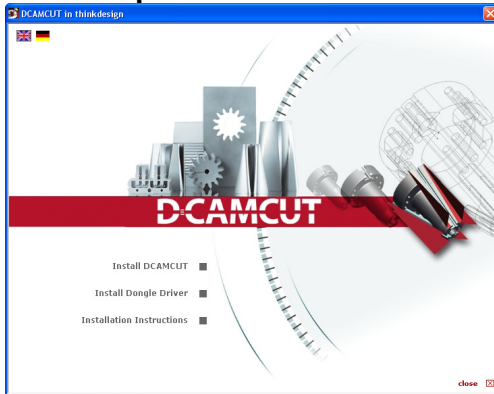 DCAMCUT in thinkdesign
D-CAMCUT
Install DCAMCUT
Install Dongle Driver
Installation Instructions
close